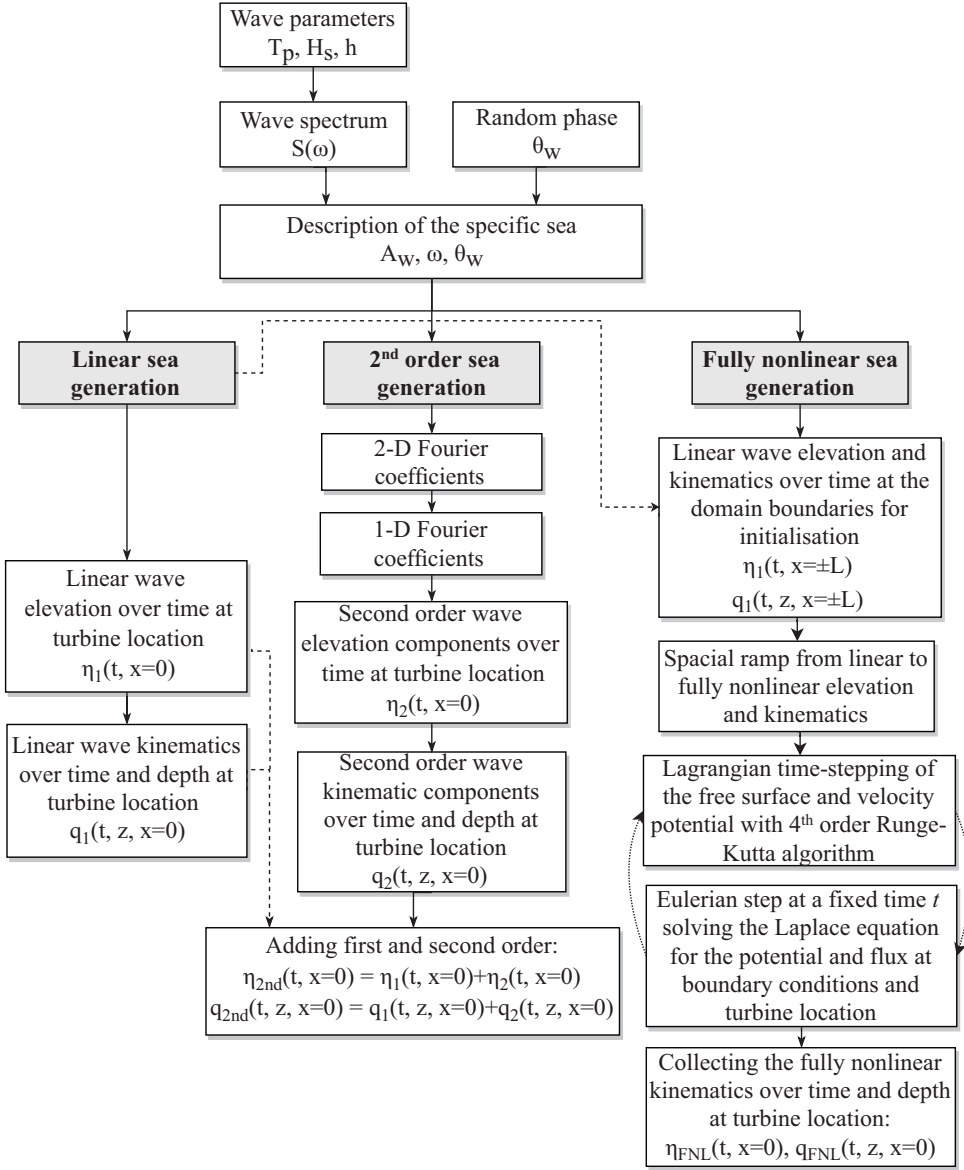 Wave parameters
Tp, Hs, h
Wave spectrum
S(ω)
Random phase
θw
Description of the specific sea
Aw, ω, θw
Linear sea
generation
2nd order sea
generation
Fully nonlinear sea
generation
Linear wave
elevation over time at
turbine location
η1(t, x=0)
Linear wave kinematics
over time and depth at
turbine location
q1(t, z, x=0)
2-D Fourier
coefficients
1-D Fourier
coefficients
Second order wave
elevation components over
time at turbine location
η2(t, x=0)
Second order wave
kinematic components
over time and depth at
turbine location
q2(t, z, x=0)
Adding first and second order:
η2nd(t, x=0) = η1(t, x=0)+η2(t, x=0)
q2nd(t, z, x=0) = q1(t, z, x=0)+q2(t, z, x=0)
Linear wave elevation and
kinematics over time at the
domain boundaries for
initialisation
η1(t, x=±L)
q1(t, z, x=±L)
Spacial ramp from linear to
fully nonlinear elevation
and kinematics
Lagrangian time-stepping of
the free surface and velocity
potential with 4th order Runge-
Kutta algorithm
Eulerian step at a fixed time t
solving the Laplace equation
for the potential and flux at
boundary conditions and
turbine location
Collecting the fully nonlinear
kinematics over time and depth
at turbine location:
ηFNL(t, x=0), qFNL(t, z, x=0)